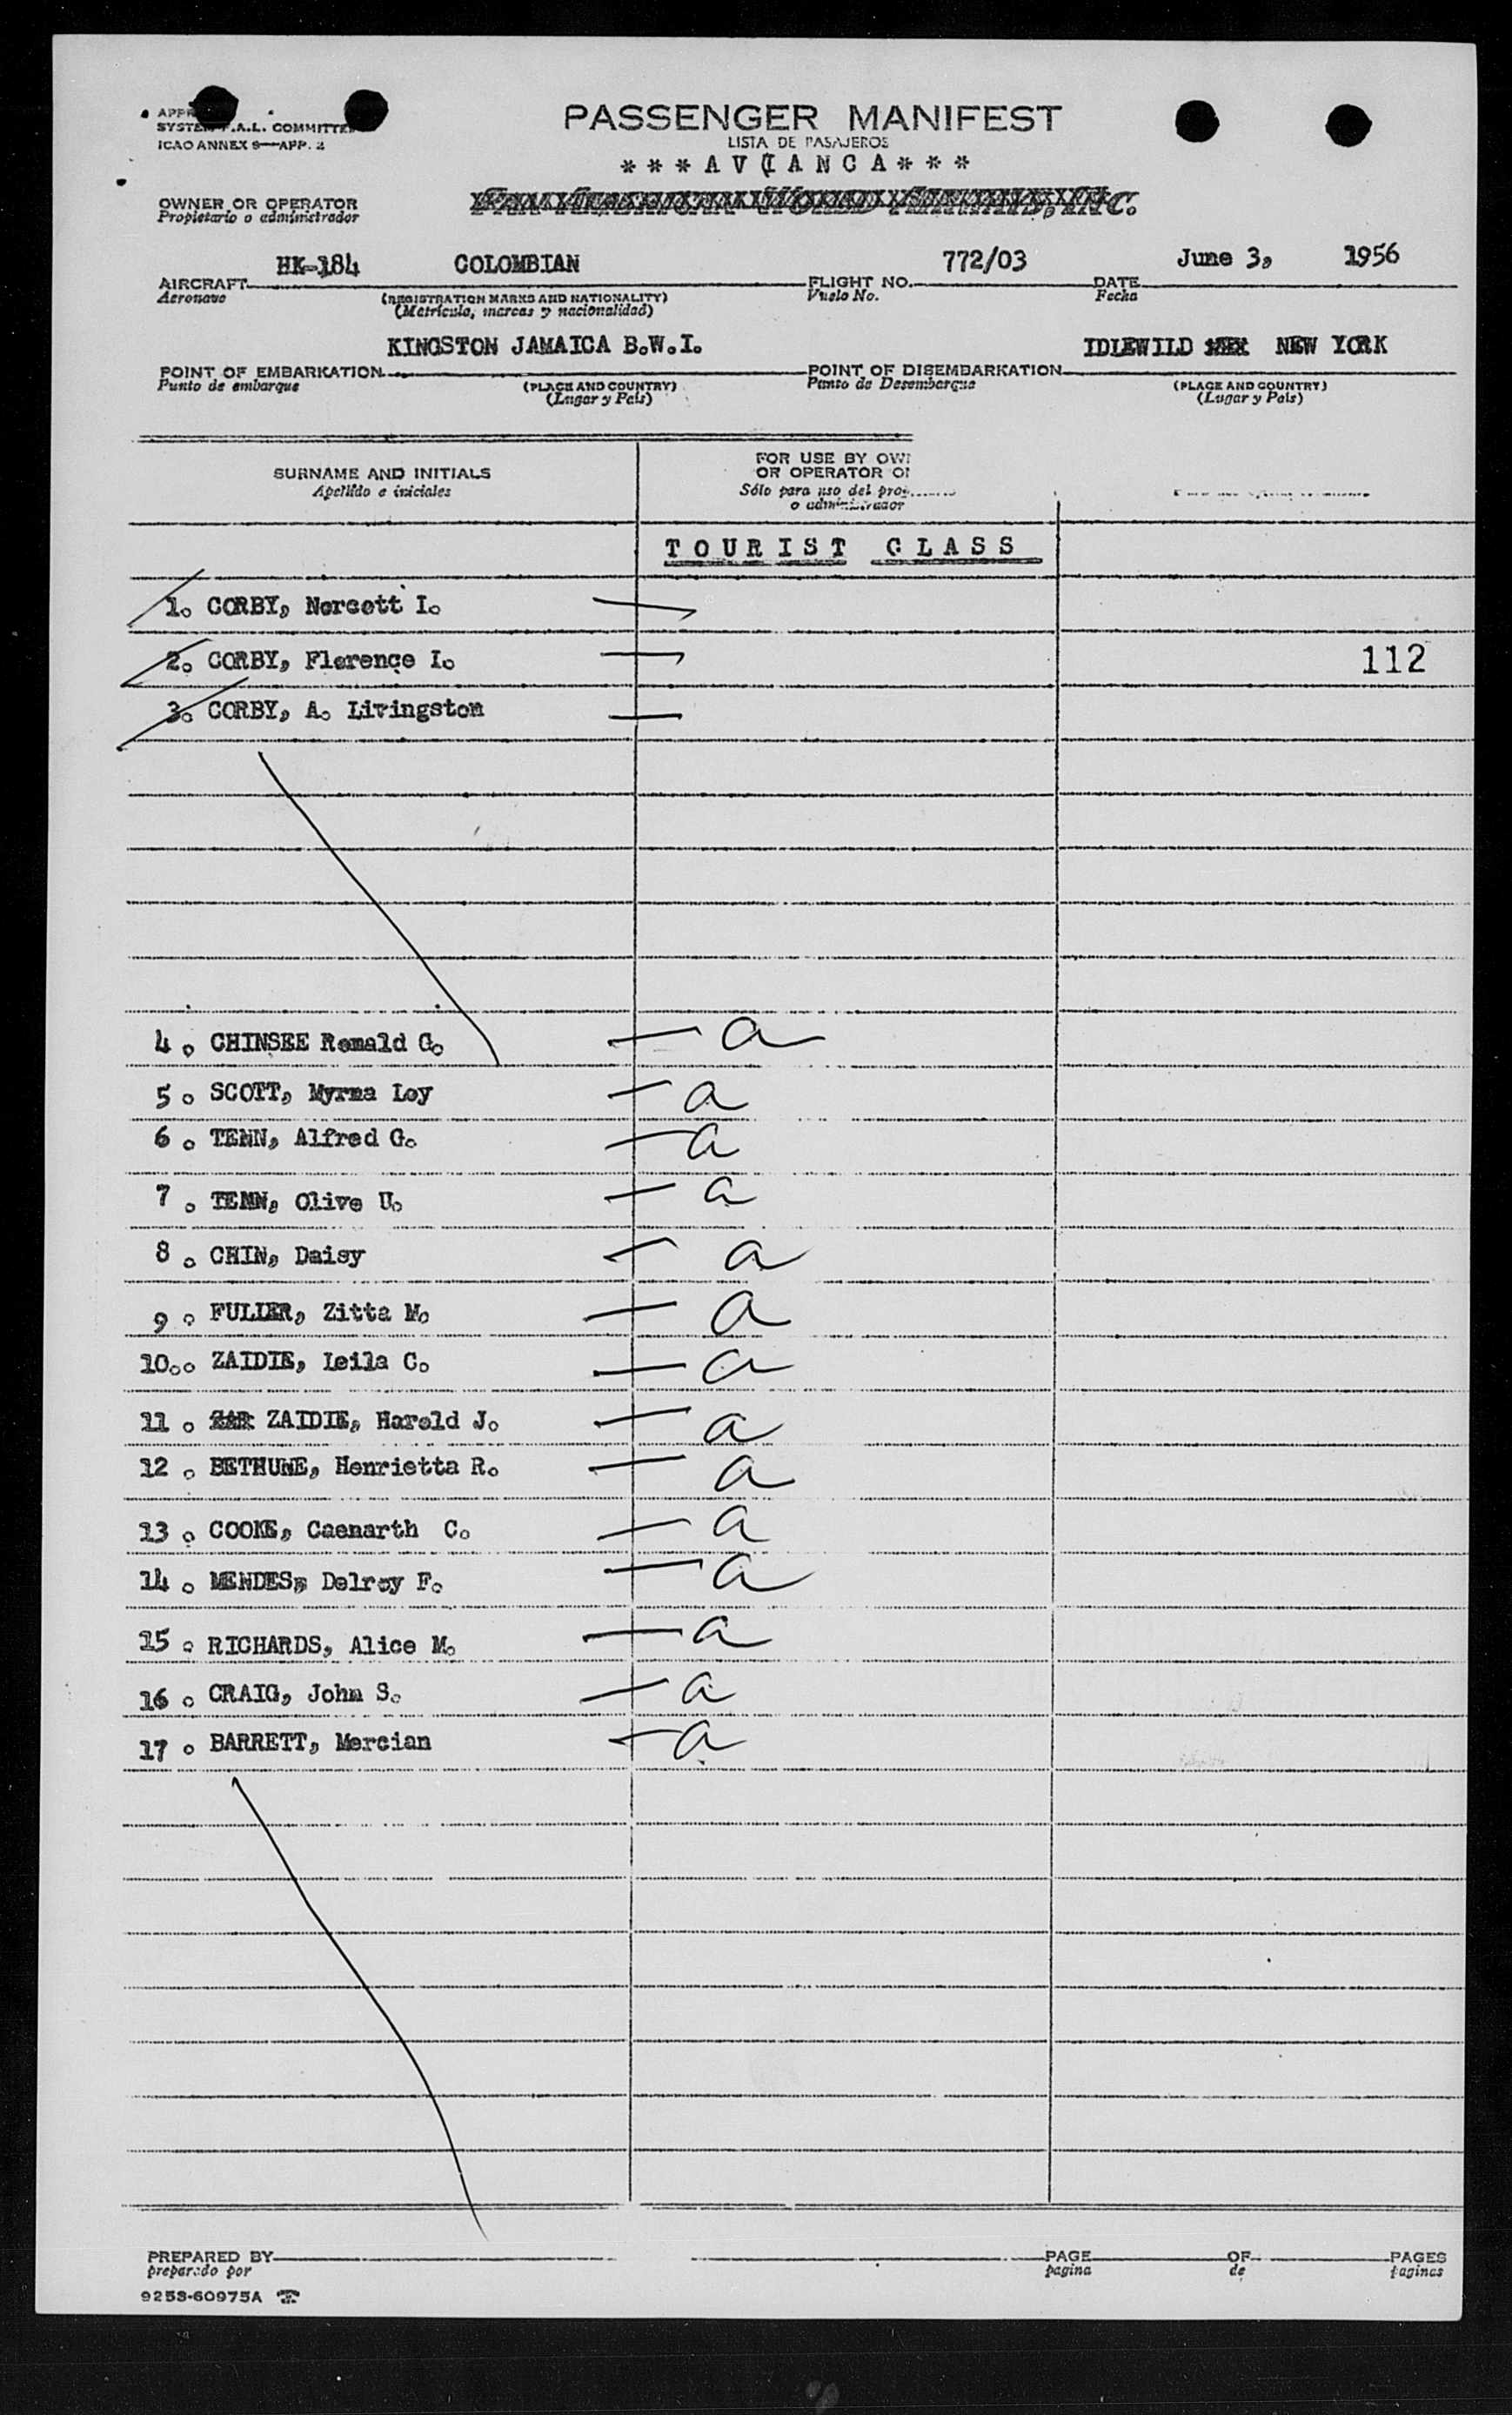 PASSENGER MANIFEST
LISTA DE PASAJEROS
***AVIANCA***
SYSTEM F.A.L. COMMITTEE
ICAO ANNEX 9—APP. 2
OWNER OR OPERATOR
Propietario o administrador
INC.
HK-184 COLOMBIAN 772/03 June 3, 1956
AIRCRAFT FLIGHT NO. DATE
Aeronave (REGISTRATION MARKS AND NATIONALITY) Vuelo No. Fecha
(Matrícula, marcas y nacionalidad)
KINGSTON JAMAICA B.W.I. IDLEWILD NEW YORK
POINT OF EMBARKATION POINT OF DISEMBARKATION
Punto de embarque (PLACE AND COUNTRY) Punto de Desembarque (PLACE AND COUNTRY)
(Lugar y País) (Lugar y País)
SURNAME AND INITIALS
Apellido e iniciales
FOR USE BY OWN
OR OPERATOR ON
Sólo para uso del
o administrador
TOURIST CLASS
1. CORBY, Norcott I.
2. CORBY, Florence I. 112
3. CORBY, A. Livingston
4. CHINSEE Ronald G. — a
5. SCOTT, Myrna Loy — a
6. TENN, Alfred G. — a
7. TENN, Olive U. — a
8. CHIN, Daisy — a
9. FULLER, Zitta M. — a
10.. ZAIDIE, Leila C. — a
11. ZAIDIE, Harold J. — a
12. BETHUNE, Henrietta R. — a
13. COOKE, Caenarth C. — a
14. MENDES, Delroy F. — a
15. RICHARDS, Alice M. — a
16. CRAIG, John S. — a
17. BARRETT, Mercian — a
PREPARED BY PAGE OF PAGES
preparado por pagina de paginas
9253-60975A